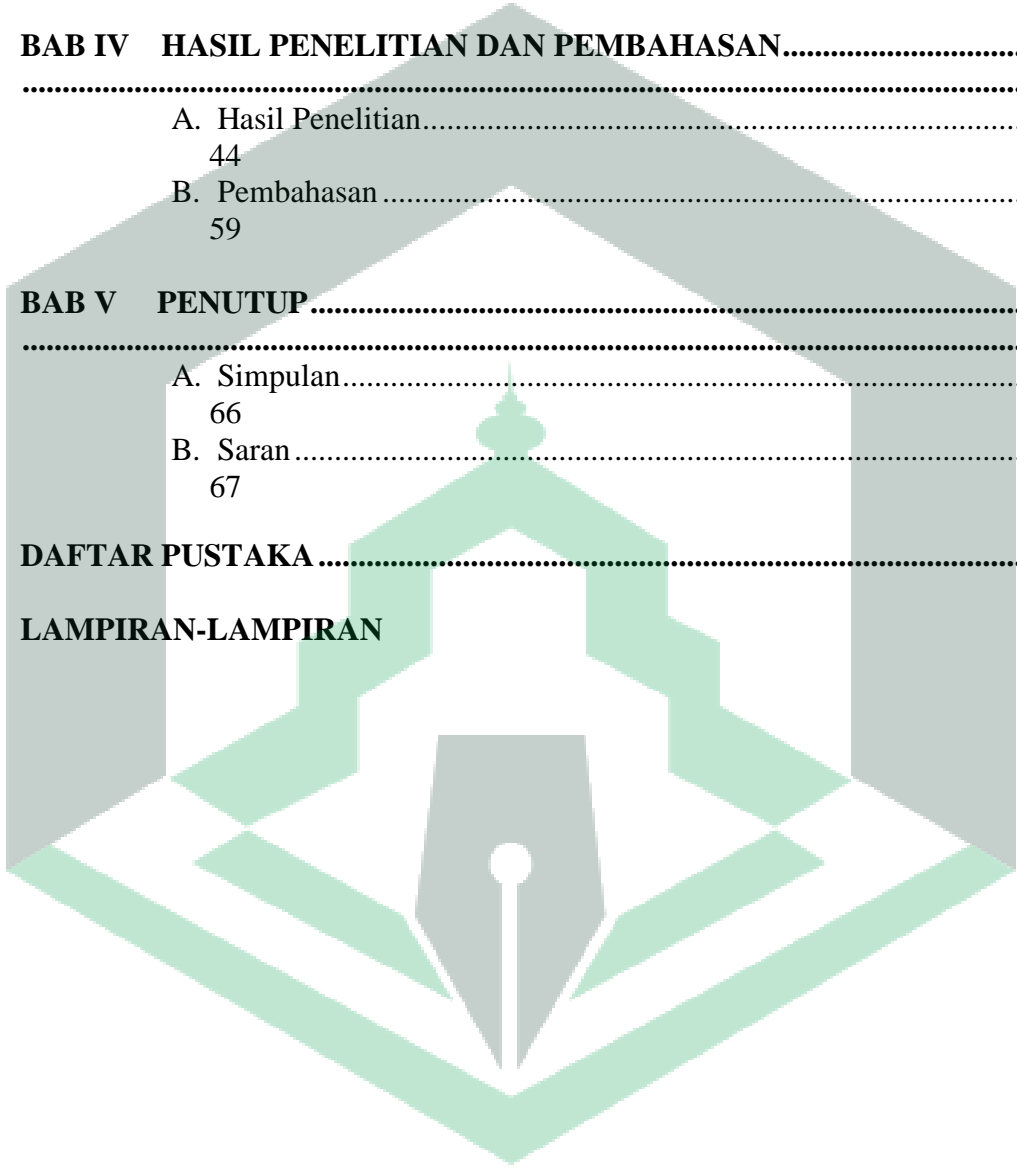 BAB IV HASIL PENELITIAN DAN PEMBAHASAN..............................
........................................................................................................................
A. Hasil Penelitian...........................................................................
44
B. Pembahasan................................................................................
59
BAB V PENUTUP.........................................................................................
........................................................................................................................
A. Simpulan.....................................................................................
66
B. Saran...........................................................................................
67
DAFTAR PUSTAKA........................................................................................
LAMPIRAN-LAMPIRAN